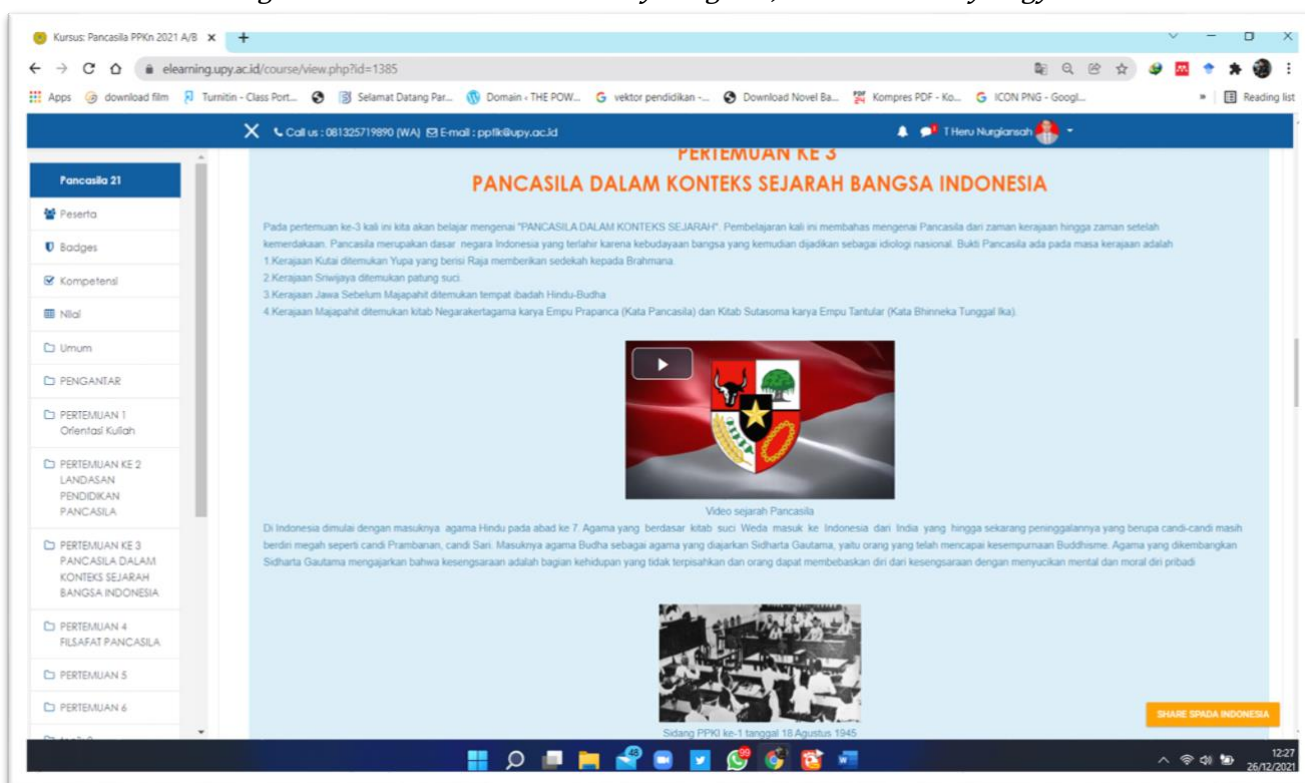 Kursus: Pancasila PPKn 2021 A/B
elearning.upy.ac.id/course/view.php?id=1385
Apps download film Turnitin - Class Port... Selamat Datang Par... Domain ‹ THE POW... vektor pendidikan -... Download Novel Ba... Kompres PDF - Ko... ICON PNG - Googl... » Reading list
Call us : 081325719890 (WA) E-mail : pptik@upy.ac.id T Heru Nurgiansah
Pancasila 21
Peserta
Badges
Kompetensi
Nilai
Umum
PENGANTAR
PERTEMUAN 1
Orientasi Kuliah
PERTEMUAN KE 2
LANDASAN
PENDIDIKAN
PANCASILA
PERTEMUAN KE 3
PANCASILA DALAM
KONTEKS SEJARAH
BANGSA INDONESIA
PERTEMUAN 4
FILSAFAT PANCASILA
PERTEMUAN 5
PERTEMUAN 6
PERTEMUAN KE 3
PANCASILA DALAM KONTEKS SEJARAH BANGSA INDONESIA
Pada pertemuan ke-3 kali ini kita akan belajar mengenai "PANCASILA DALAM KONTEKS SEJARAH". Pembelajaran kali ini membahas mengenai Pancasila dari zaman kerajaan hingga zaman setelah
kemerdekaan. Pancasila merupakan dasar negara Indonesia yang terlahir karena kebudayaan bangsa yang kemudian dijadikan sebagai idiologi nasional. Bukti Pancasila ada pada masa kerajaan adalah
1.Kerajaan Kutai ditemukan Yupa yang berisi Raja memberikan sedekah kepada Brahmana.
2.Kerajaan Sriwijaya ditemukan patung suci.
3.Kerajaan Jawa Sebelum Majapahit ditemukan tempat ibadah Hindu-Budha
4.Kerajaan Majapahit ditemukan kitab Negarakertagama karya Empu Prapanca (Kata Pancasila) dan Kitab Sutasoma karya Empu Tantular (Kata Bhinneka Tunggal Ika).
Video sejarah Pancasila
Di Indonesia dimulai dengan masuknya agama Hindu pada abad ke 7. Agama yang berdasar kitab suci Weda masuk ke Indonesia dari India yang hingga sekarang peninggalannya yang berupa candi-candi masih
berdiri megah seperti candi Prambanan, candi Sari. Masuknya agama Budha sebagai agama yang diajarkan Sidharta Gautama, yaitu orang yang telah mencapai kesempurnaan Buddhisme. Agama yang dikembangkan
Sidharta Gautama mengajarkan bahwa kesengsaraan adalah bagian kehidupan yang tidak terpisahkan dan orang dapat membebaskan diri dari kesengsaraan dengan menyucikan mental dan moral diri pribadi
Sidang PPKI ke-1 tanggal 18 Agustus 1945
SHARE SPADA INDONESIA
48
99
12:27
26/12/2021